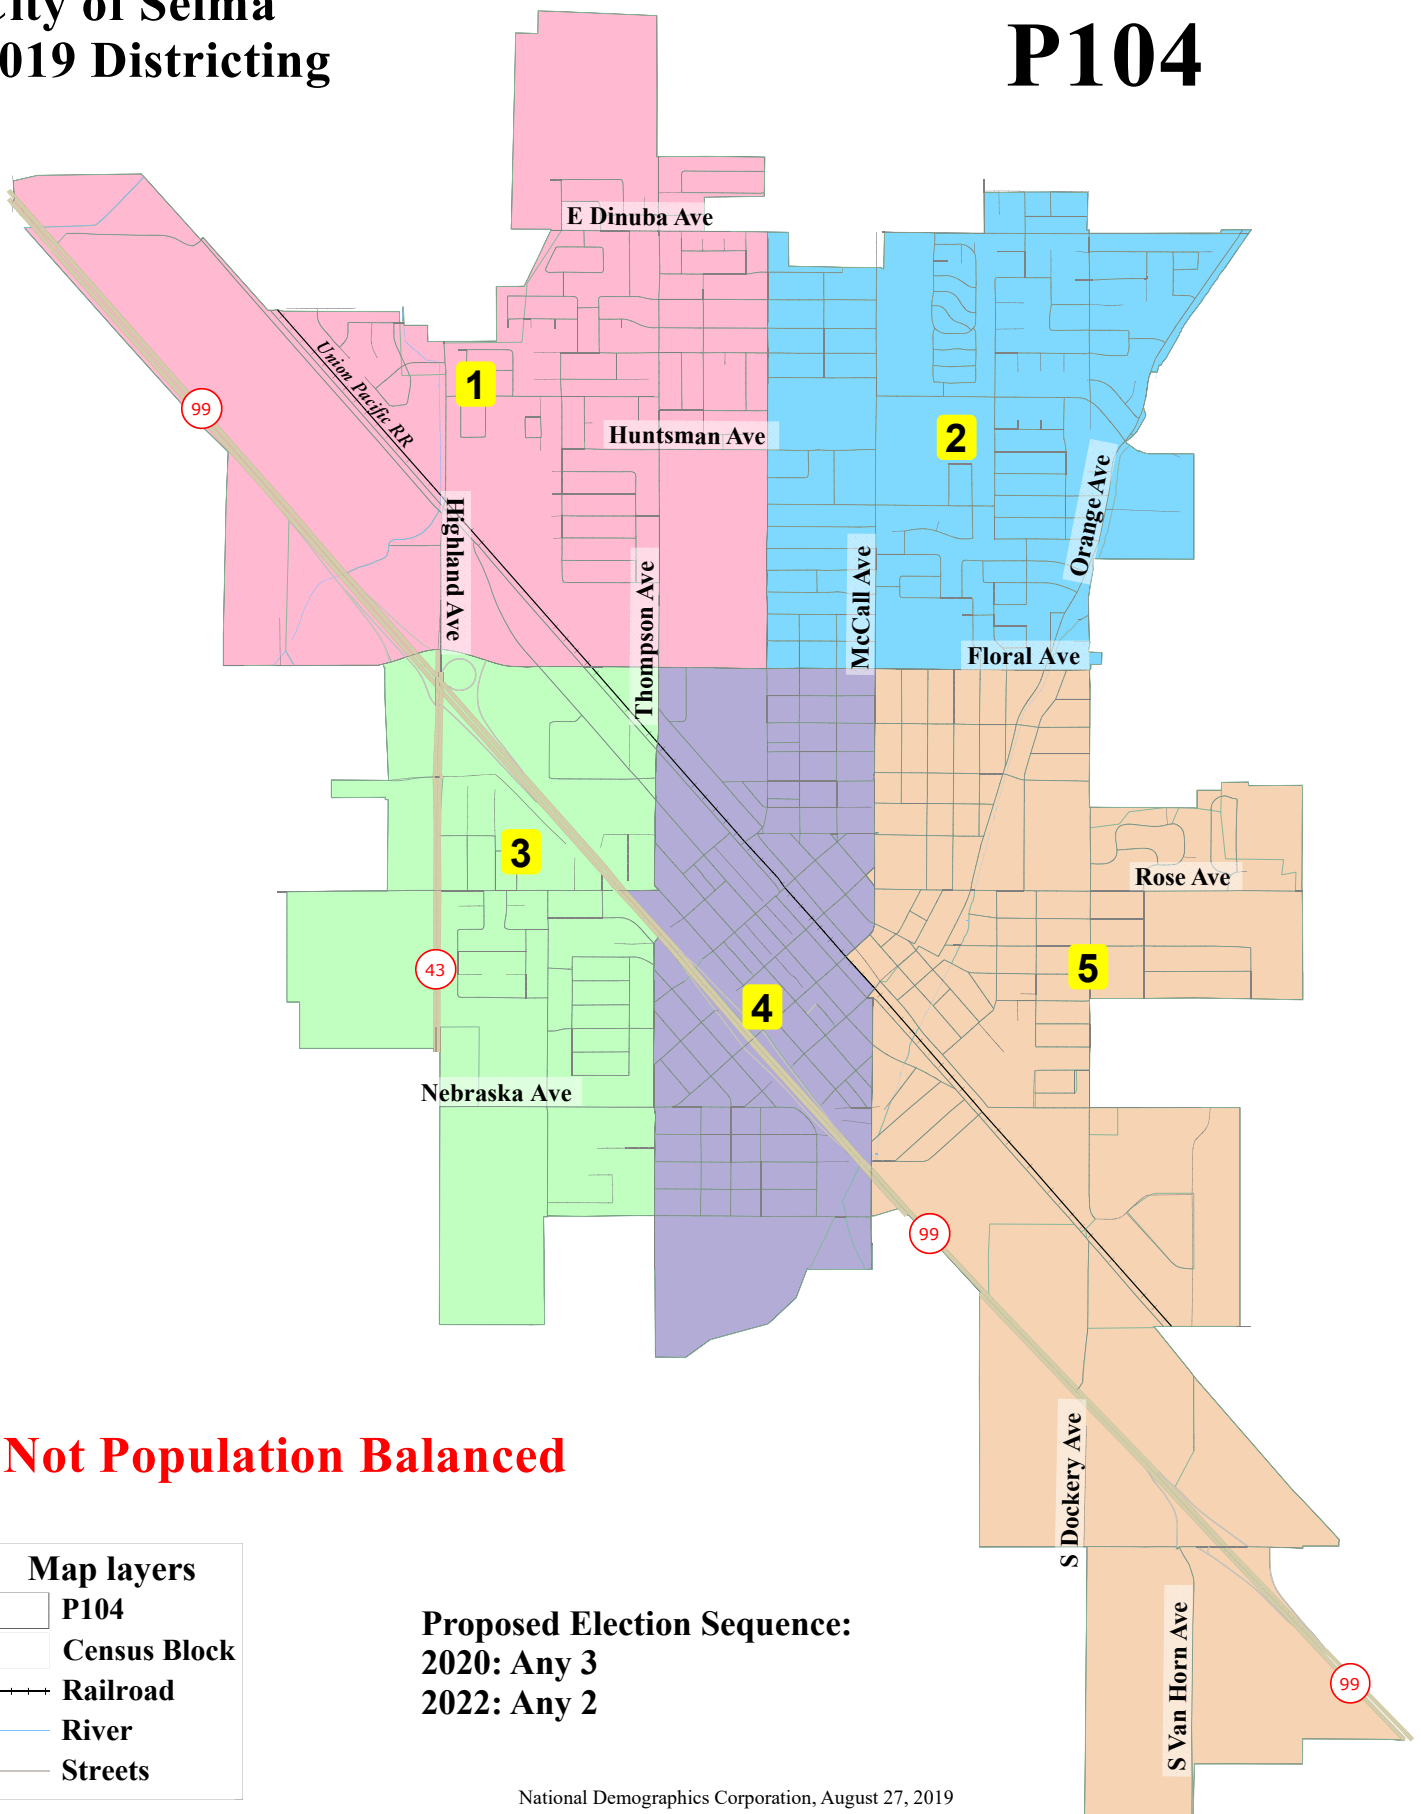 City of Selma
2019 Districting
P104
E Dinuba Ave
Union Pacific RR
1
99
Huntsman Ave
2
Highland Ave
Orange Ave
Thompson Ave
McCall Ave
Floral Ave
3
Rose Ave
43
5
4
Nebraska Ave
99
Not Population Balanced
S Dockery Ave
Map layers
P104
Census Block
Railroad
River
Streets
Proposed Election Sequence:
2020: Any 3
2022: Any 2
S Van Horn Ave
99
National Demographics Corporation, August 27, 2019